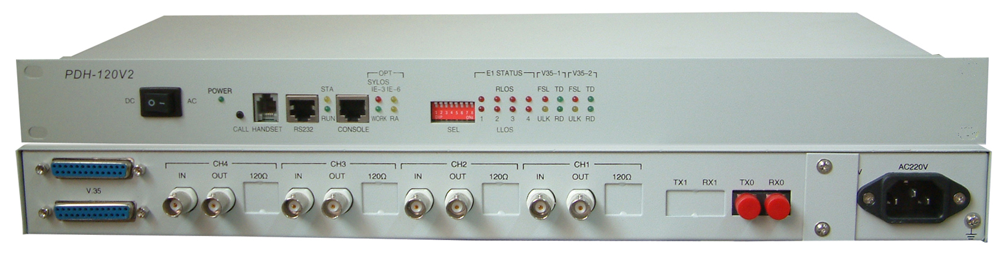 PDH-120V2
DC
AC
POWER
CALL
HANDSET
RS232
STA
RUN
CONSOLE
OPT
SYLOS
IE-3 IE-6
WORK RA
1 2 3 4 5 6 7 8
DIP
SEL
E1 STATUS
RLOS
1 2 3 4
LLOS
V35-1
FSL TD
ULK RD
V35-2
FSL TD
ULK RD
V.35
CH4
IN OUT 120Ω
CH3
IN OUT 120Ω
CH2
IN OUT 120Ω
CH1
IN OUT 120Ω
TX1 RX1
TX0 RX0
V
AC220V